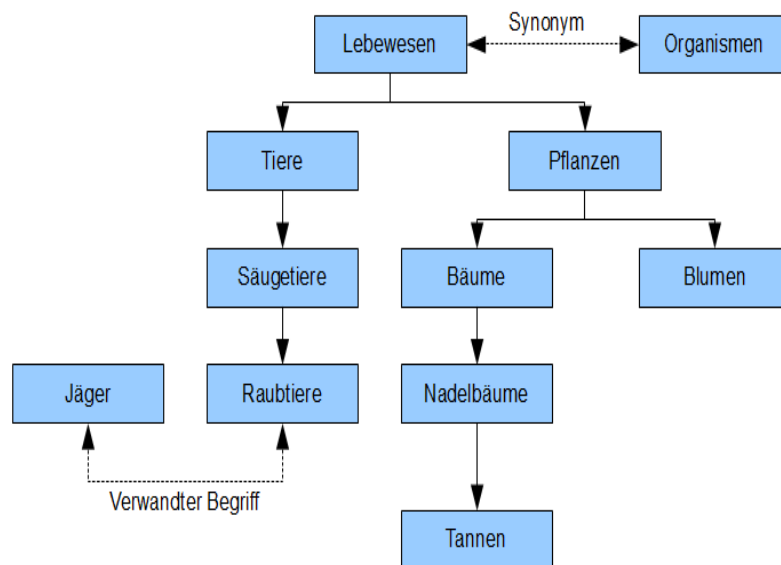 Synonym
Lebewesen
Organismen
Tiere
Pflanzen
Säugetiere
Bäume
Blumen
Jäger
Raubtiere
Nadelbäume
Verwandter Begriff
Tannen